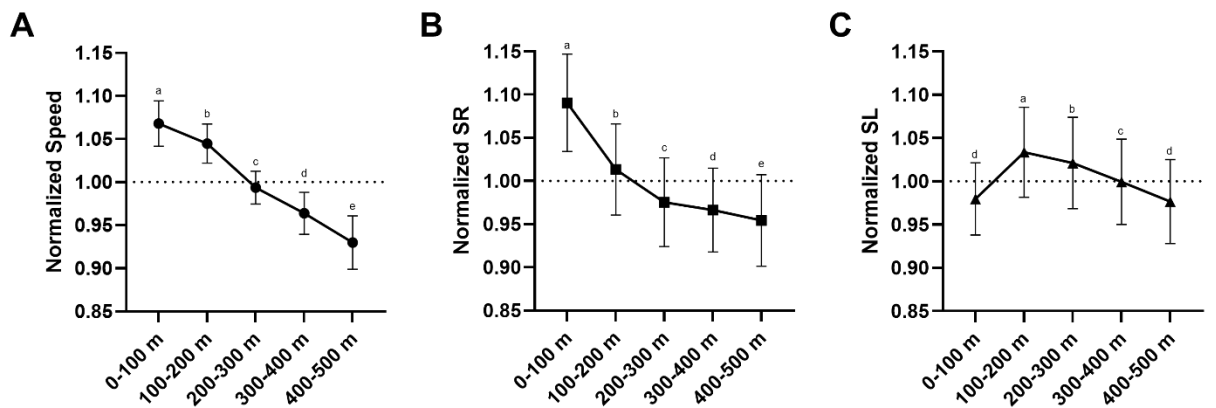 A
Normalized Speed
1.15
1.10
1.05
1.00
0.95
0.90
0.85
a
b
c
d
e
0-100 m
100-200 m
200-300 m
300-400 m
400-500 m
B
Normalized SR
1.15
1.10
1.05
1.00
0.95
0.90
0.85
a
b
c
d
e
0-100 m
100-200 m
200-300 m
300-400 m
400-500 m
C
Normalized SL
1.15
1.10
1.05
1.00
0.95
0.90
0.85
d
a
b
c
d
0-100 m
100-200 m
200-300 m
300-400 m
400-500 m